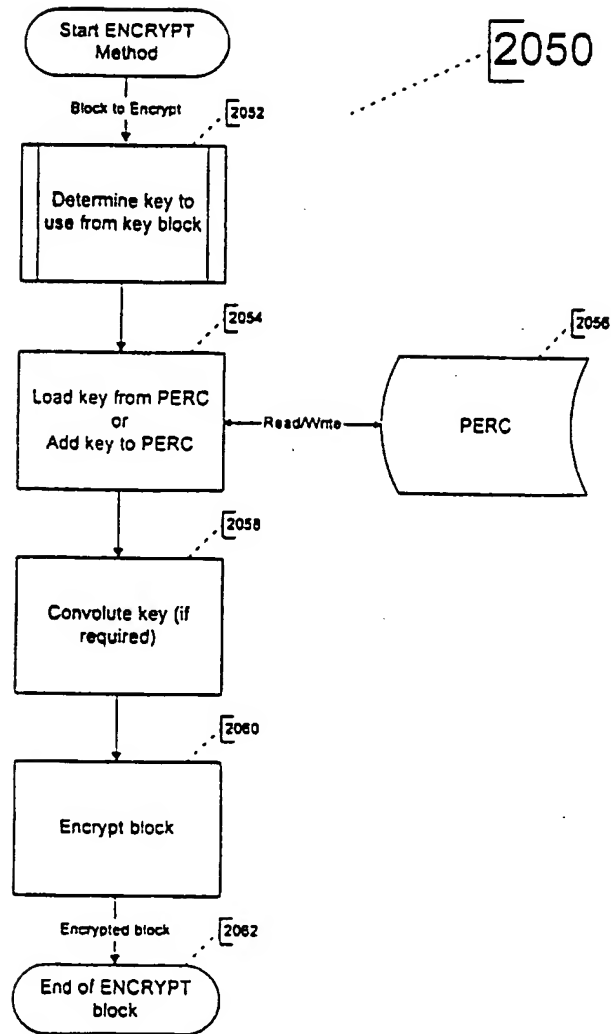 Start ENCRYPT
Method
2050
Block to Encrypt
2052
Determine key to
use from key block
2054
2056
Load key from PERC
or
Add key to PERC
Read/Write
PERC
2058
Convolute key (if
required)
2060
Encrypt block
Encrypted block
2062
End of ENCRYPT
block